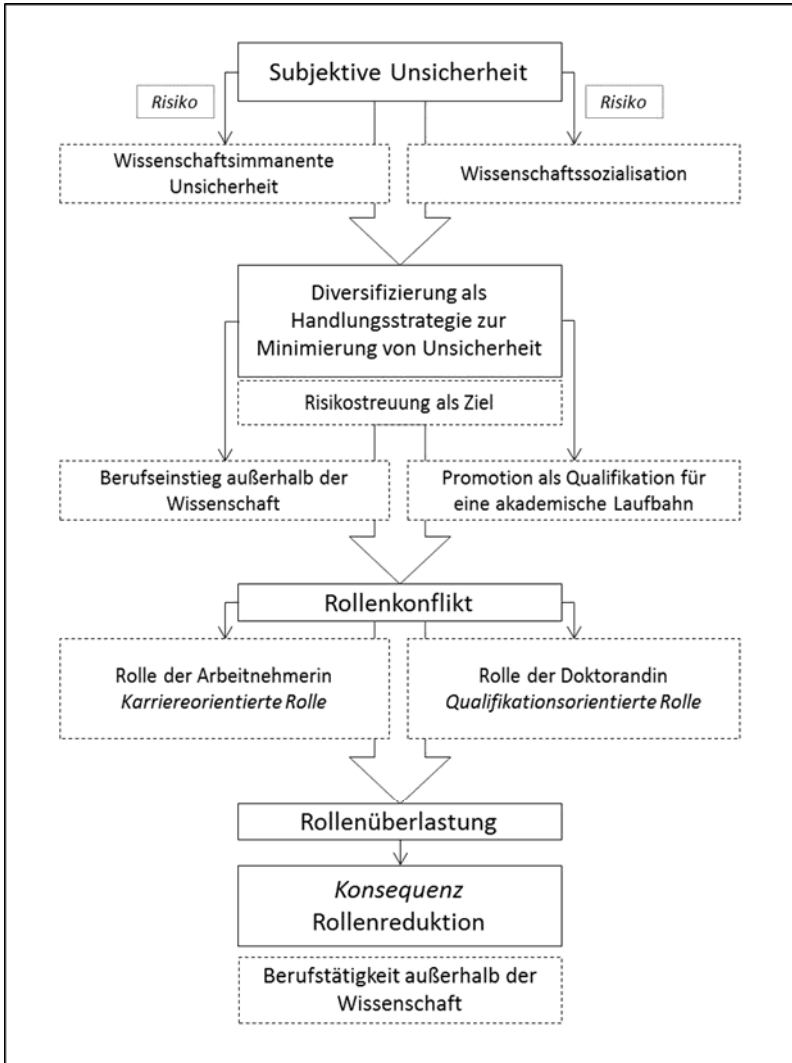 Subjektive Unsicherheit
Risiko
Risiko
Wissenschaftsimmanente
Unsicherheit
Wissenschaftssozialisation
Diversifizierung als
Handlungsstrategie zur
Minimierung von Unsicherheit
Risikostreuung als Ziel
Berufseinstieg außerhalb der
Wissenschaft
Promotion als Qualifikation für
eine akademische Laufbahn
Rollenkonflikt
Rolle der Arbeitnehmerin
Karriereorientierte Rolle
Rolle der Doktorandin
Qualifikationsorientierte Rolle
Rollenüberlastung
Konsequenz
Rollenreduktion
Berufstätigkeit außerhalb der
Wissenschaft